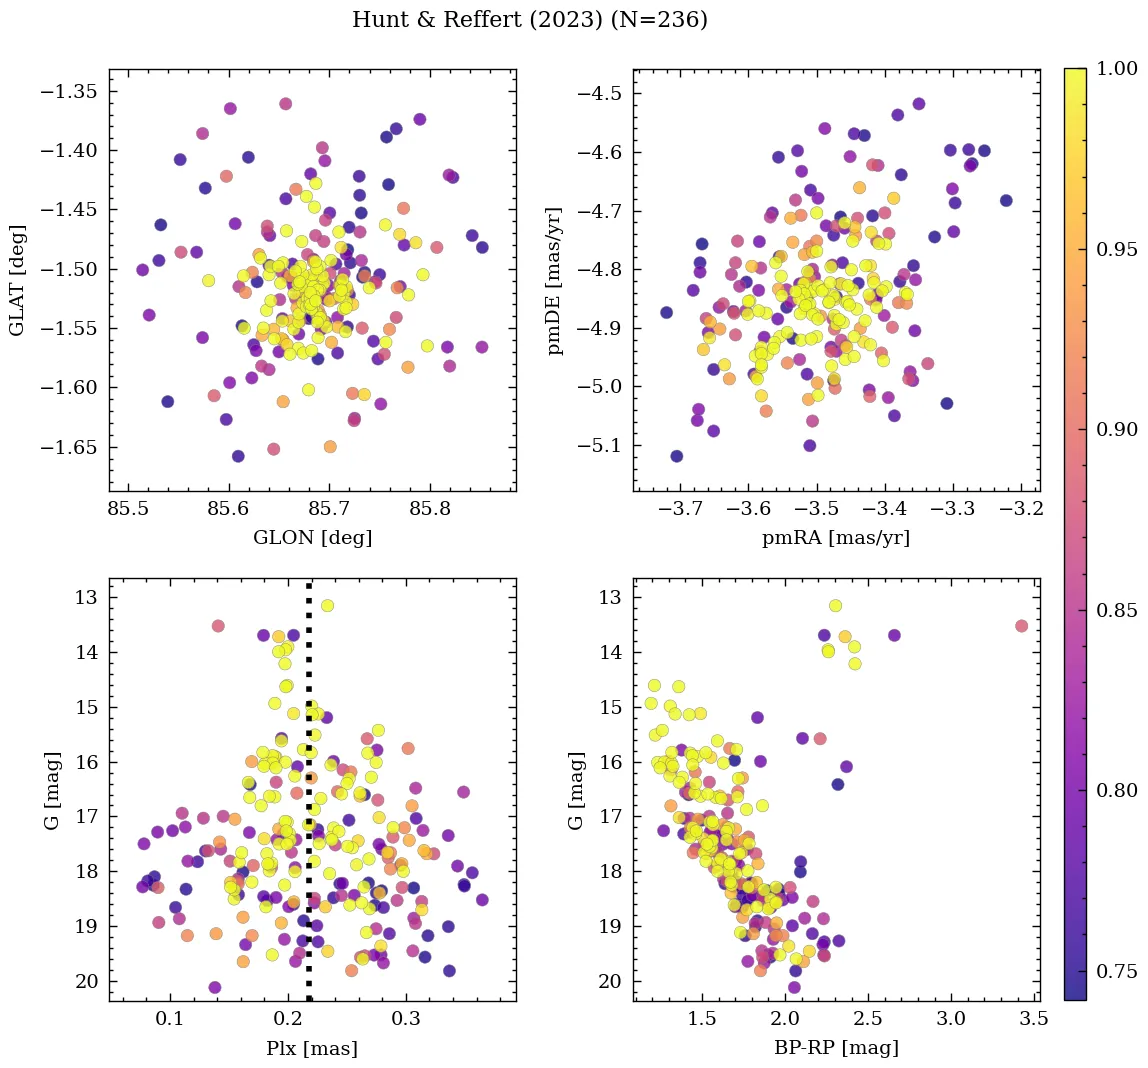 Hunt & Reffert (2023) (N=236)
−1.35
−1.40
−1.45
−1.50
−1.55
−1.60
−1.65
GLAT [deg]
85.5 85.6 85.7 85.8
GLON [deg]
−4.5
−4.6
−4.7
−4.8
−4.9
−5.0
−5.1
pmDE [mas/yr]
−3.7 −3.6 −3.5 −3.4 −3.3 −3.2
pmRA [mas/yr]
13
14
15
16
17
18
19
20
G [mag]
0.1 0.2 0.3
Plx [mas]
13
14
15
16
17
18
19
20
G [mag]
1.5 2.0 2.5 3.0 3.5
BP-RP [mag]
1.00
0.95
0.90
0.85
0.80
0.75